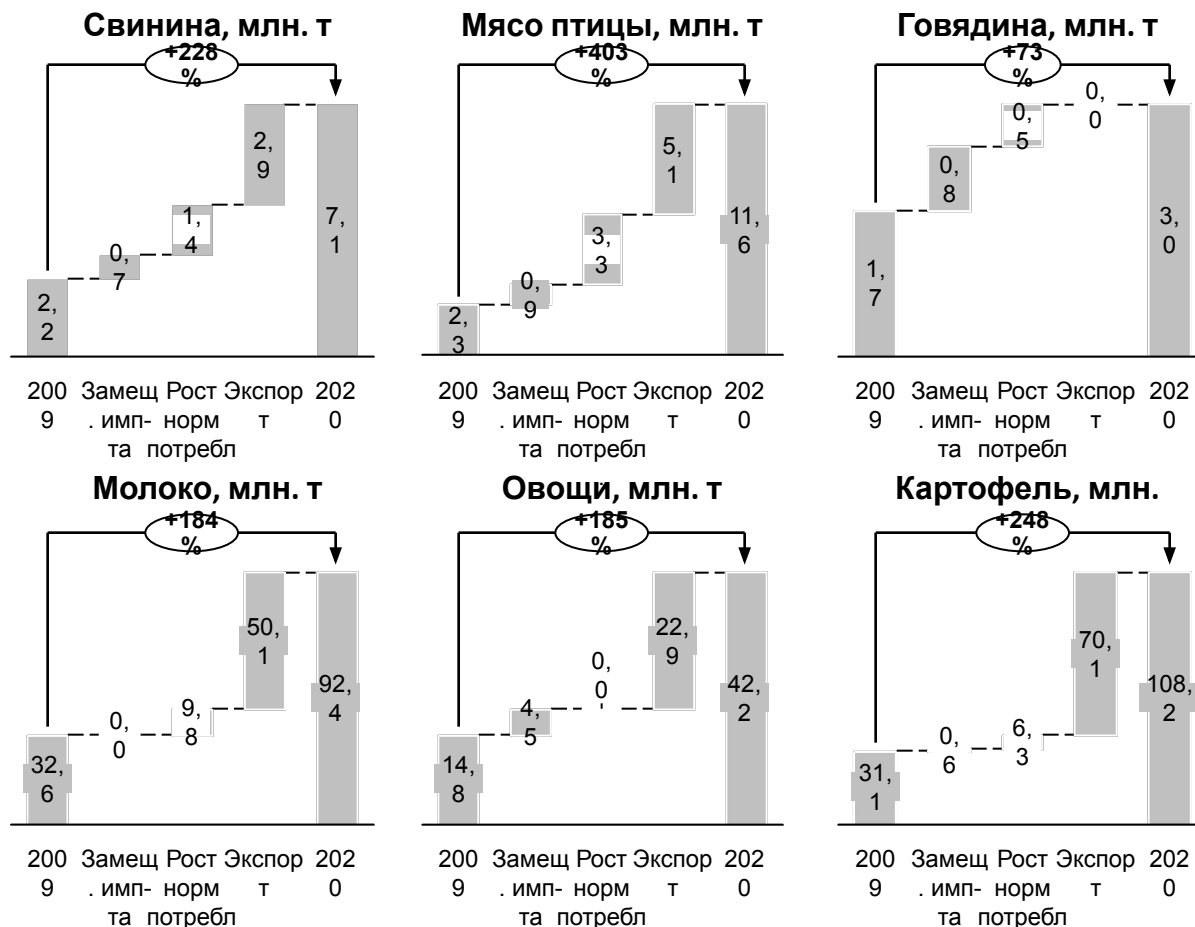 Свинина, млн. т
+228
%
2,
2
0,
7
1,
4
2,
9
7,
1
200
9
Замещ
. имп-
та
Рост
норм
потребл
Экспор
т
202
0
Мясо птицы, млн. т
+403
%
2,
3
0,
9
3,
3
5,
1
11,
6
200
9
Замещ
. имп-
та
Рост
норм
потребл
Экспор
т
202
0
Говядина, млн. т
+73
%
1,
7
0,
8
0,
5
0,
0
3,
0
200
9
Замещ
. имп-
та
Рост
норм
потребл
Экспор
т
202
0
Молоко, млн. т
+184
%
32,
6
0,
0
9,
8
50,
1
92,
4
200
9
Замещ
. имп-
та
Рост
норм
потребл
Экспор
т
202
0
Овощи, млн. т
+185
%
14,
8
4,
5
0,
0
22,
9
42,
2
200
9
Замещ
. имп-
та
Рост
норм
потребл
Экспор
т
202
0
Картофель, млн.
+248
%
31,
1
0,
6
6,
3
70,
1
108,
2
200
9
Замещ
. имп-
та
Рост
норм
потребл
Экспор
т
202
0